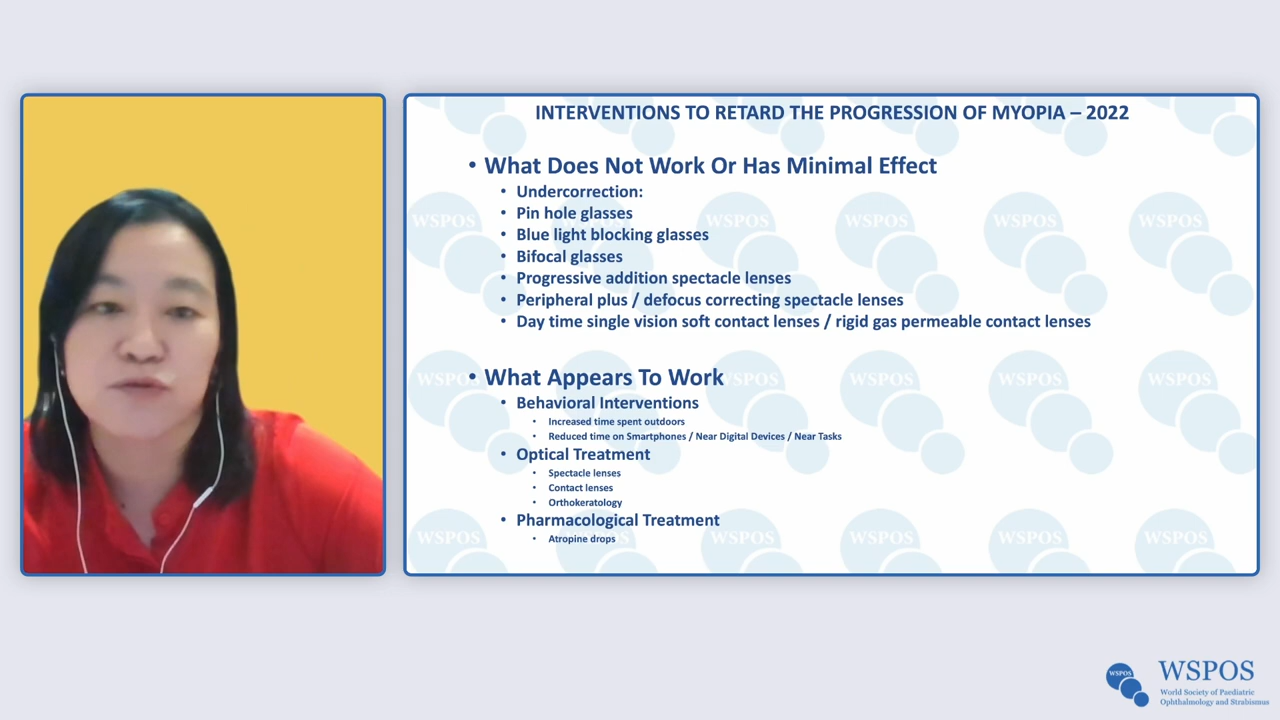 INTERVENTIONS TO RETARD THE PROGRESSION OF MYOPIA – 2022
• What Does Not Work Or Has Minimal Effect
• Undercorrection:
• Pin hole glasses
• Blue light blocking glasses
• Bifocal glasses
• Progressive addition spectacle lenses
• Peripheral plus / defocus correcting spectacle lenses
• Day time single vision soft contact lenses / rigid gas permeable contact lenses
• What Appears To Work
• Behavioral Interventions
• Increased time spent outdoors
• Reduced time on Smartphones / Near Digital Devices / Near Tasks
• Optical Treatment
• Spectacle lenses
• Contact lenses
• Orthokeratology
• Pharmacological Treatment
• Atropine drops
WSPOS
WSPOS
World Society of Paediatric
Ophthalmology and Strabismus